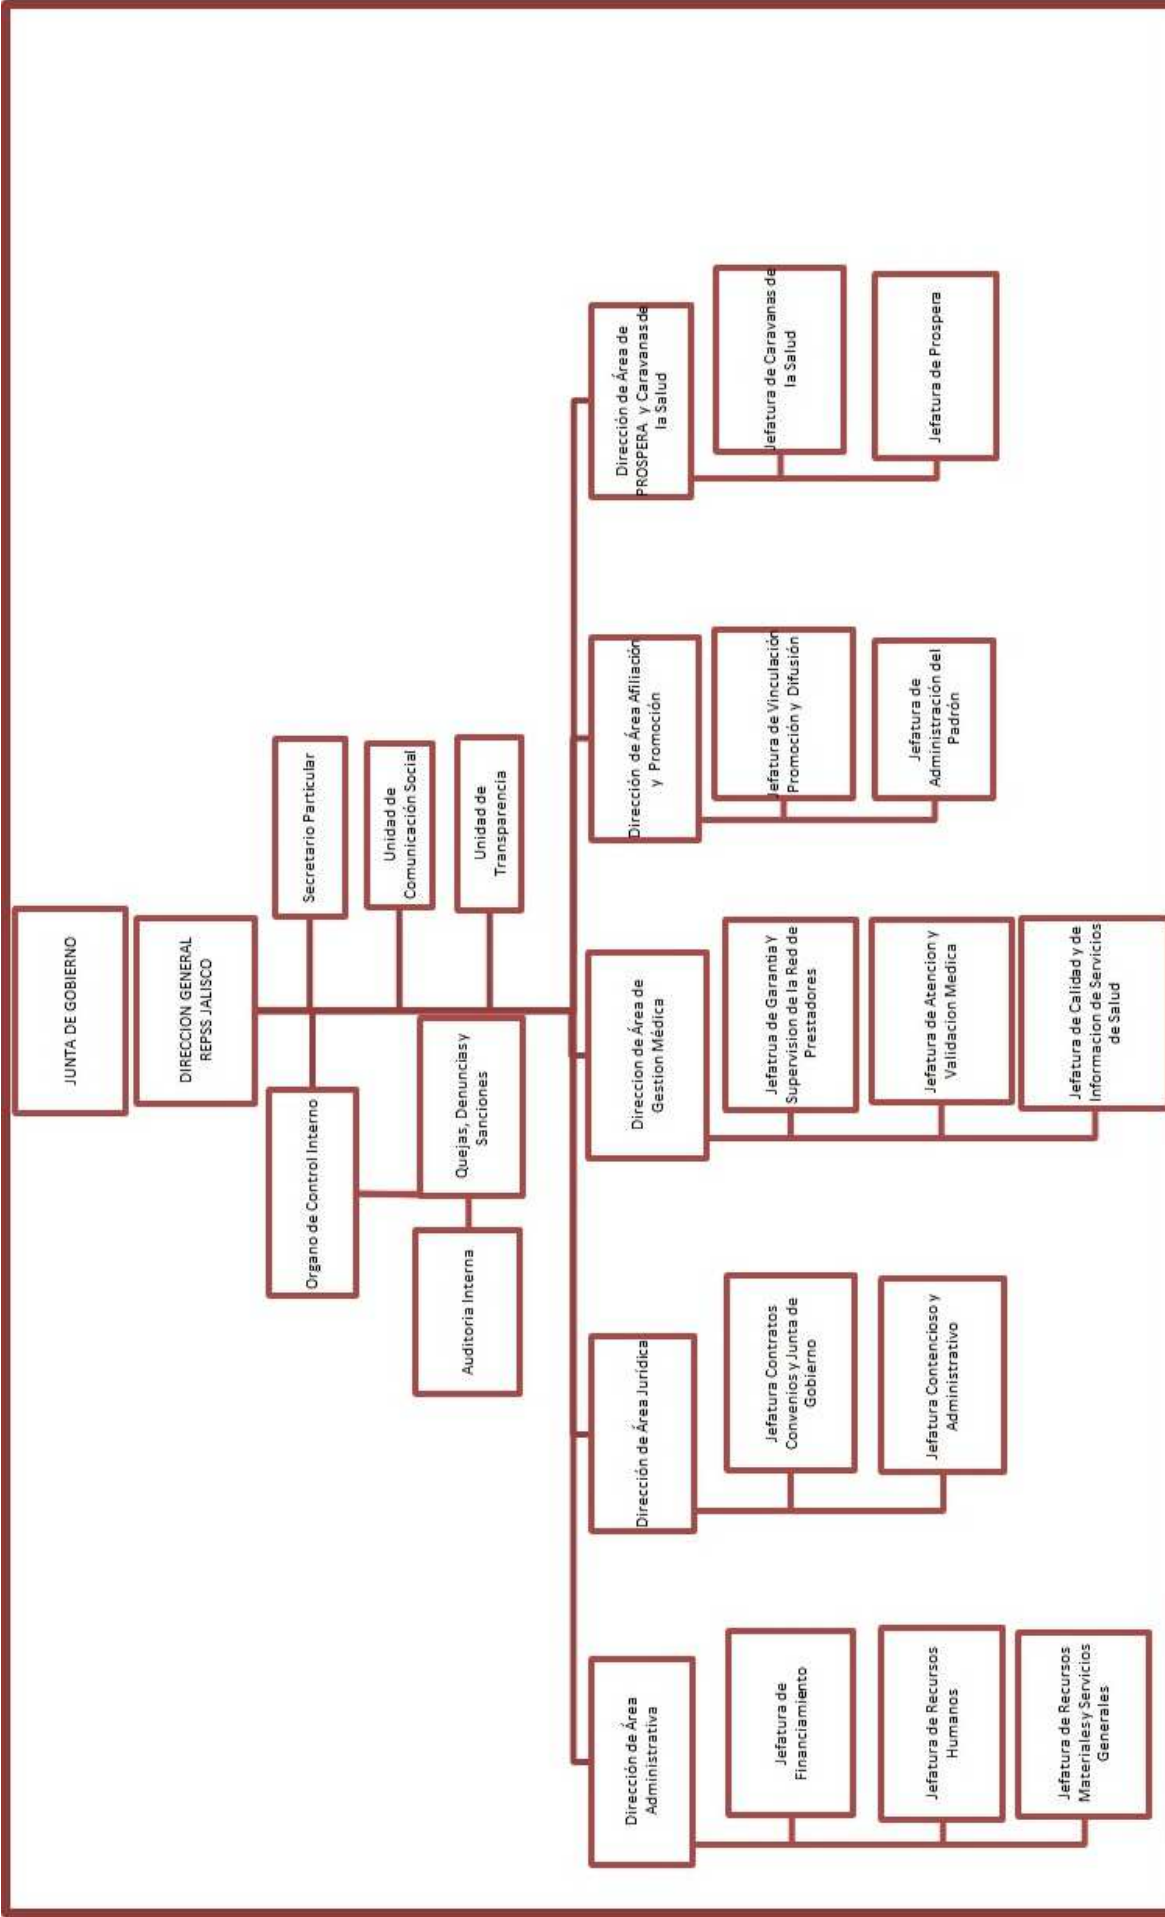 JUNTA DE GOBIERNO
DIRECCION GENERAL
REPSS JALISCO
Organo de Control Interno
Secretario Particular
Unidad de
Comunicación Social
Auditoria Interna
Quejas, Denuncias y
Sanciones
Unidad de
Transparencia
Dirección de Área
Administrativa
Jefatura de
Financiamiento
Jefatura de Recursos
Humanos
Jefatura de Recursos
Materiales y Servicios
Generales
Dirección de Área Jurídica
Jefatura Contratos
Convenios y Junta de
Gobierno
Jefatura Contencioso y
Administrativo
Direccion de Área de
Gestion Médica
Jefatrua de Garantia y
Supervision de la Red de
Prestadores
Jefatura de Atencion y
Validacion Medica
Jefatura de Calidad y de
Informacion de Servicios
de Salud
Dirección de Área Afiliación
y Promoción
Jefatura de Vinculación
Promoción y Difusión
Jefatura de
Administración del
Padrón
Dirección de Área de
PROSPERA y Caravanas de
la Salud
Jefatura de Caravanas de
la Salud
Jefatura de Prospera